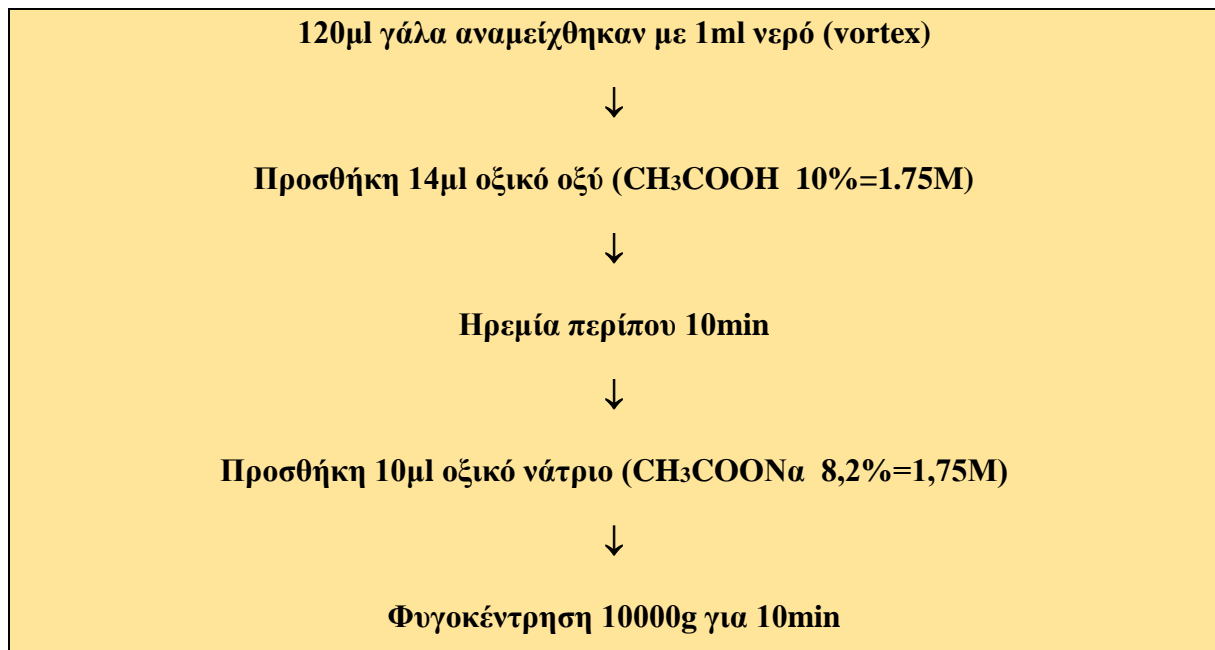 120μl γάλα αναμείχθηκαν με 1ml νερό (vortex)
↓
Προσθήκη 14μl οξικό οξύ (CH₃COOH 10%=1.75M)
↓
Ηρεμία περίπου 10min
↓
Προσθήκη 10μl οξικό νάτριο (CH₃COONα 8,2%=1,75M)
↓
Φυγοκέντρηση 10000g για 10min